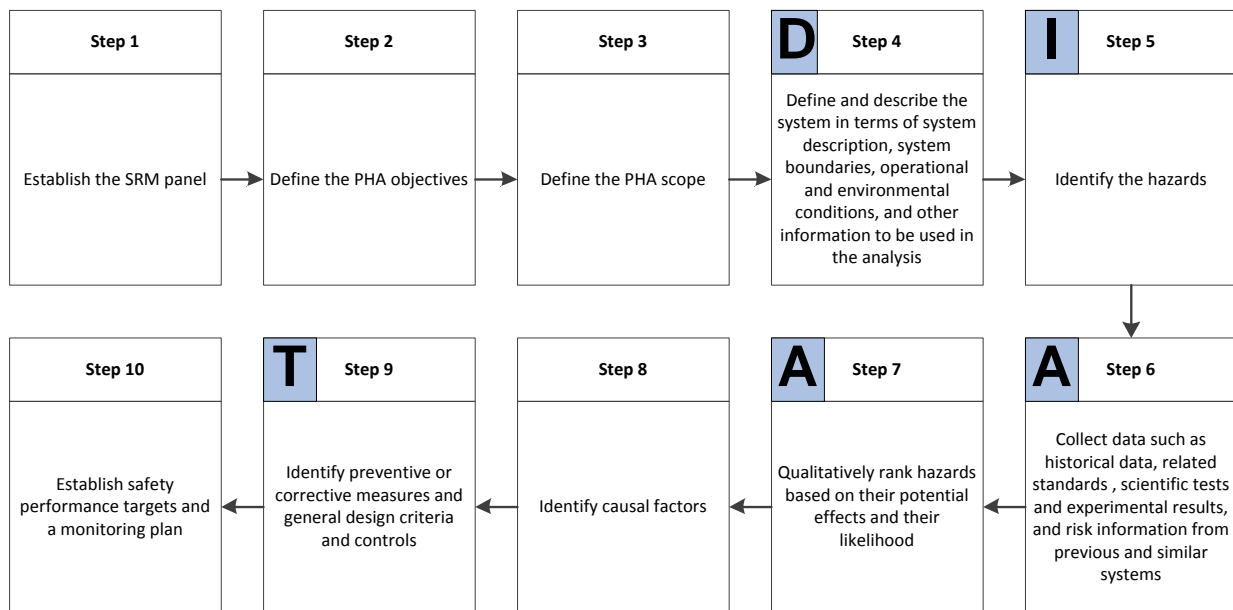 Step 1
Establish the SRM panel
Step 2
Define the PHA objectives
Step 3
Define the PHA scope
D
Step 4
Define and describe the
system in terms of system
description, system
boundaries, operational
and environmental
conditions, and other
information to be used in
the analysis
I
Step 5
Identify the hazards
A
Step 6
Collect data such as
historical data, related
standards , scientific tests
and experimental results,
and risk information from
previous and similar
systems
A
Step 7
Qualitatively rank hazards
based on their potential
effects and their
likelihood
Step 8
Identify causal factors
T
Step 9
Identify preventive or
corrective measures and
general design criteria
and controls
Step 10
Establish safety
performance targets and
a monitoring plan